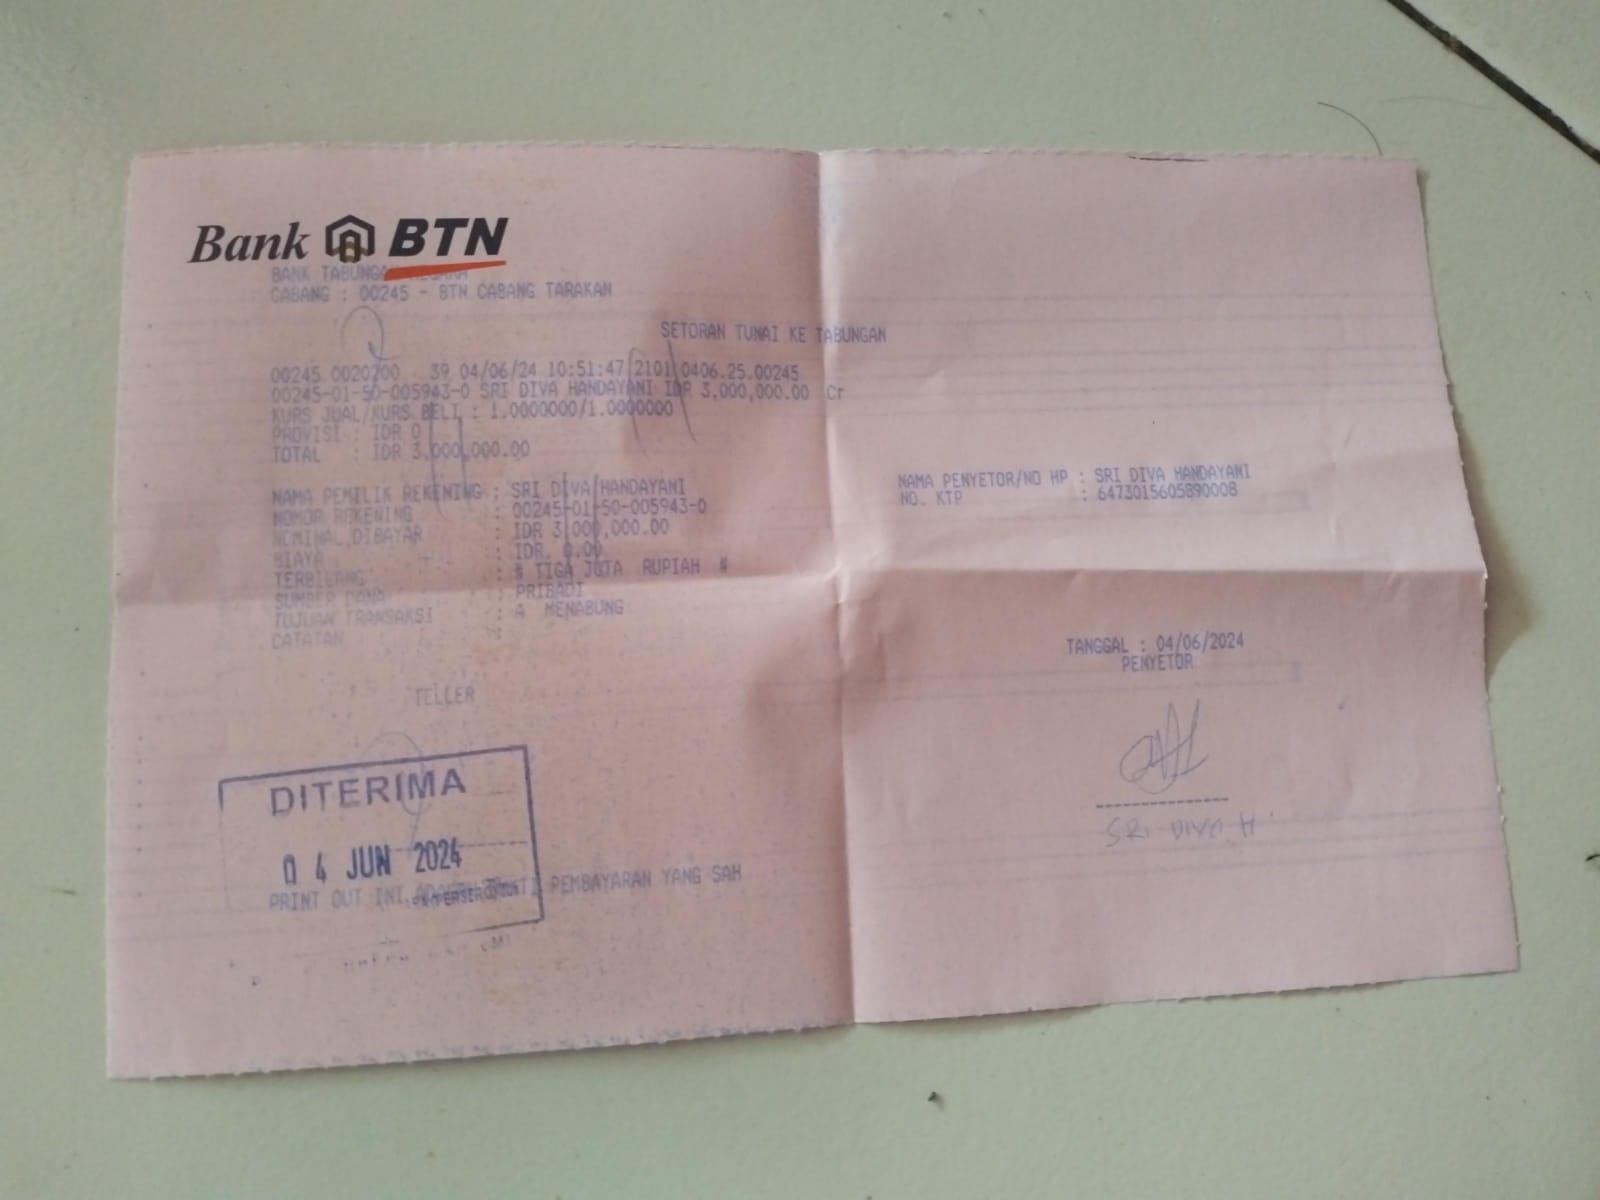 Bank BTN
BANK TABUNGAN NEGARA
CABANG : 00245 - BTN CABANG TARAKAN
SETORAN TUNAI KE TABUNGAN
00245 0020200 39 04/06/24 10:51:47 2101 0406.25.00245
00245-01-50-005943-0 SRI DIVA HANDAYANI IDR 3,000,000.00 Cr
KURS JUAL/KURS BELI : 1.0000000/1.0000000
PROVISI : IDR 0
TOTAL : IDR 3,000,000.00
NAMA PEMILIK REKENING : SRI DIVA HANDAYANI
NOMOR REKENING : 00245-01-50-005943-0
NOMINAL DIBAYAR : IDR 3,000,000.00
BIAYA : IDR. 0.00
TERBILANG : # TIGA JUTA RUPIAH #
SUMBER DANA : PRIBADI
TUJUAN TRANSAKSI : A MENABUNG
CATATAN :
NAMA PENYETOR/NO HP : SRI DIVA HANDAYANI
NO. KTP : 6473015605890008
TANGGAL : 04/06/2024
PENYETOR
SRI DIVA H
TELLER
DITERIMA
04 JUN 2024
PRINT OUT INI ADALAH BUKTI PEMBAYARAN YANG SAH